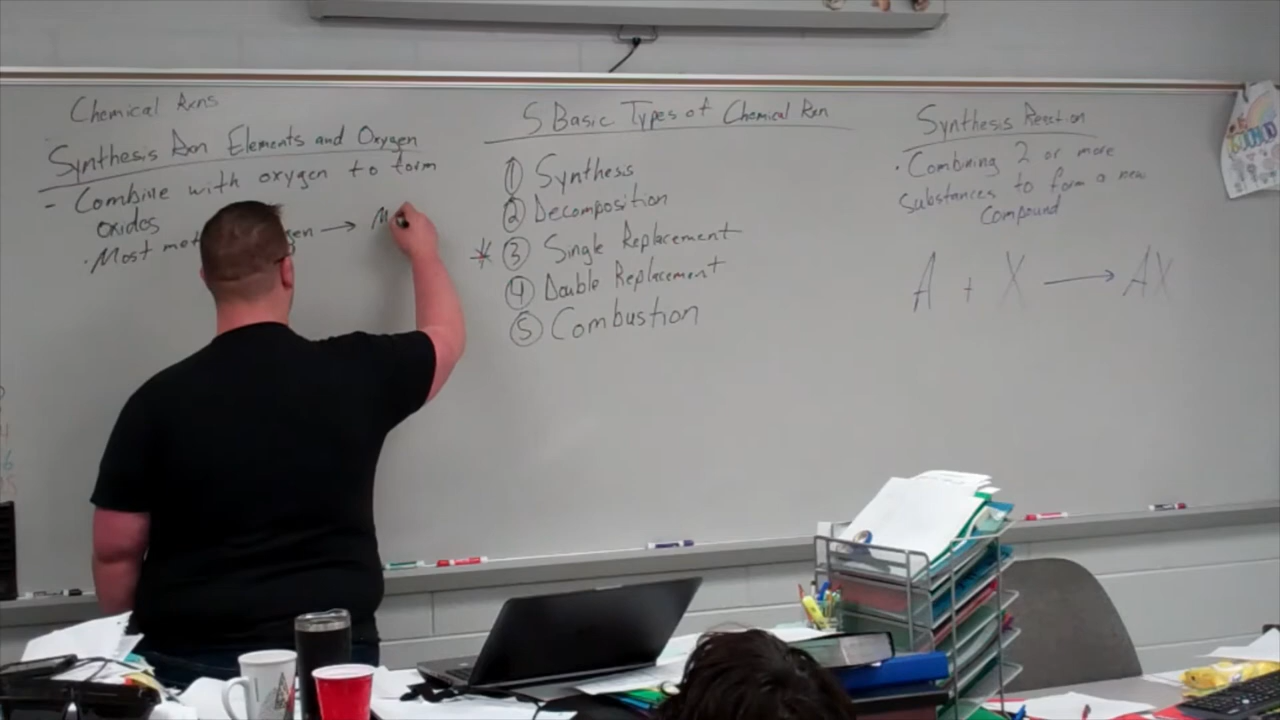 Chemical Rxns
Synthesis Rxn Elements and Oxygen
- Combine with oxygen to form
oxides
• Most met gen → M
5 Basic Types of Chemical Rxn
① Synthesis
② Decomposition
* ③ Single Replacement
④ Double Replacement
⑤ Combustion
Synthesis Reaction
• Combining 2 or more
Substances to form a new
Compound
A + X → AX